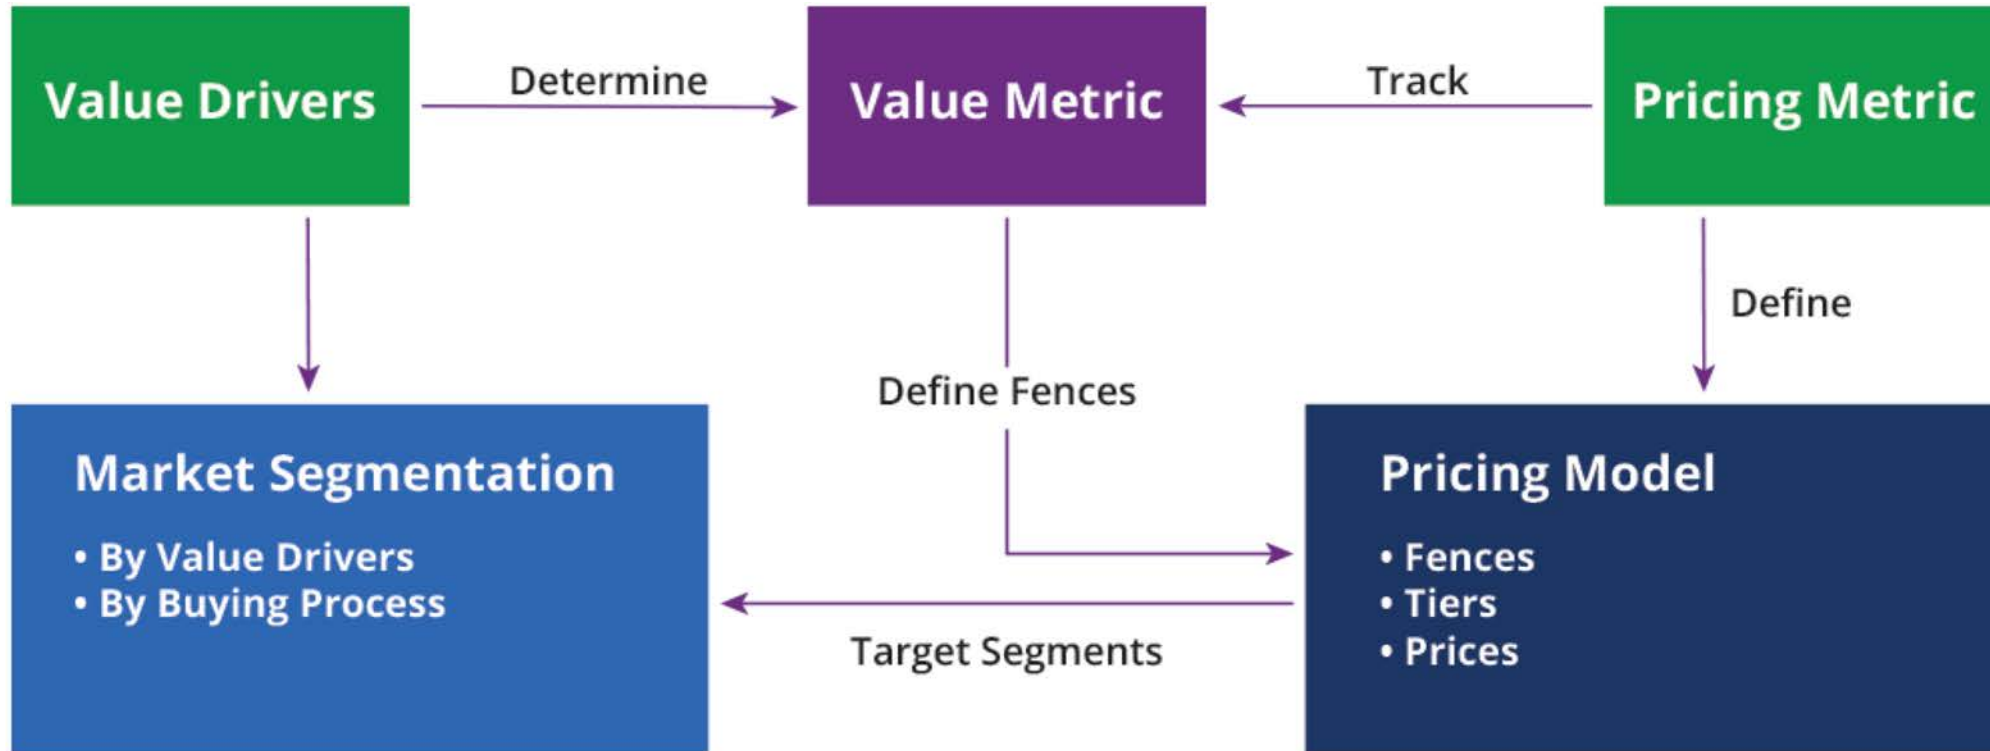 Value Drivers
Determine
Value Metric
Track
Pricing Metric
Define
Define Fences
Market Segmentation
• By Value Drivers
• By Buying Process
Pricing Model
• Fences
• Tiers
• Prices
Target Segments